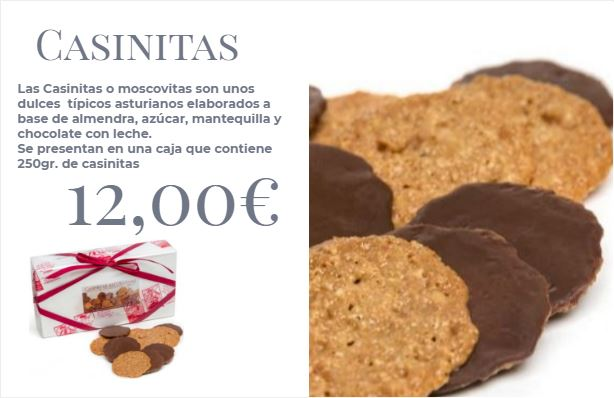 Casinitas
Las Casinitas o moscovitas son unos
dulces típicos asturianos elaborados a
base de almendra, azúcar, mantequilla y
chocolate con leche.
Se presentan en una caja que contiene
250gr. de casinitas
12,00€